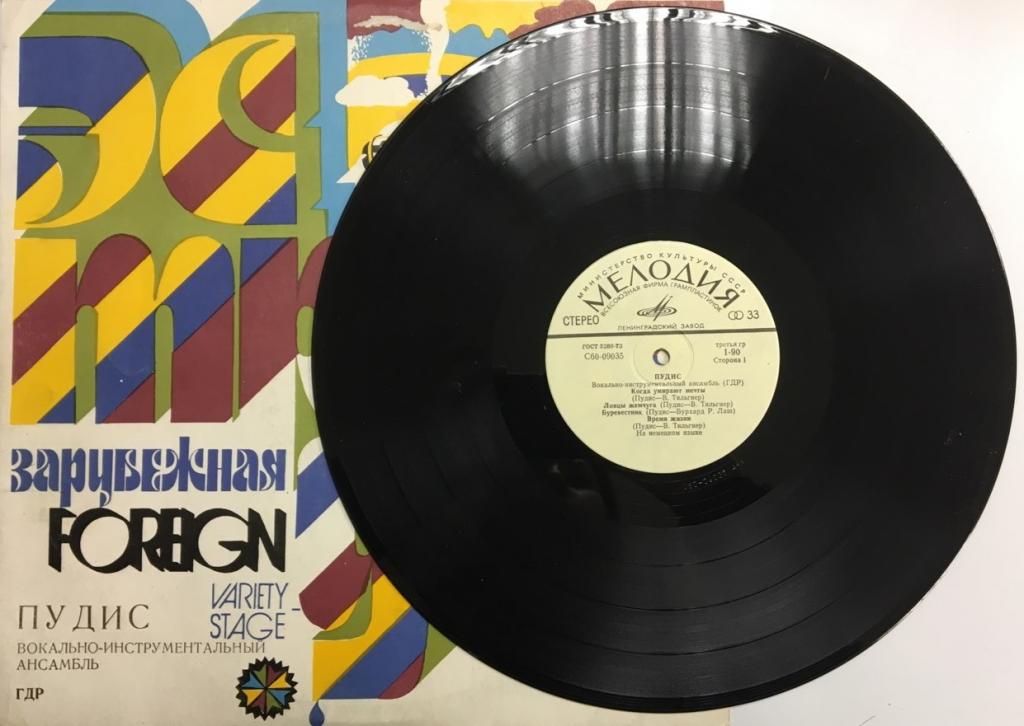 зарубежная
FOREIGN
VARIETY
STAGE
ПУДИС
ВОКАЛЬНО-ИНСТРУМЕНТАЛЬНЫЙ
АНСАМБЛЬ
ГДР
МИНИСТЕРСТВО КУЛЬТУРЫ СССР
МЕЛОДИЯ
ВСЕСОЮЗНАЯ ФИРМА ГРАМПЛАСТИНОК
СТЕРЕО 33
ЛЕНИНГРАДСКИЙ ЗАВОД
ГОСТ 5289-73 третья гр
С60-09035 1-90
Сторона 1
ПУДИС
Вокально-инструментальный ансамбль (ГДР)
Когда умирают мечты
(Пудис—В. Тильгнер)
Ловцы жемчуга (Пудис—В. Тильгнер)
Буревестник (Пудис—Бурхард Р. Лаш)
Время жизни
(Пудис—В. Тильгнер)
На немецком языке